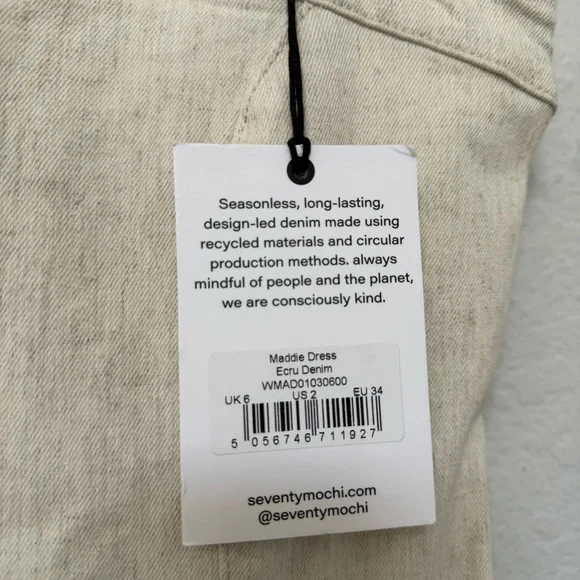 Seasonless, long-lasting,
design-led denim made using
recycled materials and circular
production methods. always
mindful of people and the planet,
we are consciously kind.
Maddie Dress
Ecru Denim
WMAD01030600
UK 6 US 2 EU 34
5 056746 711927
seventymochi.com
@seventymochi